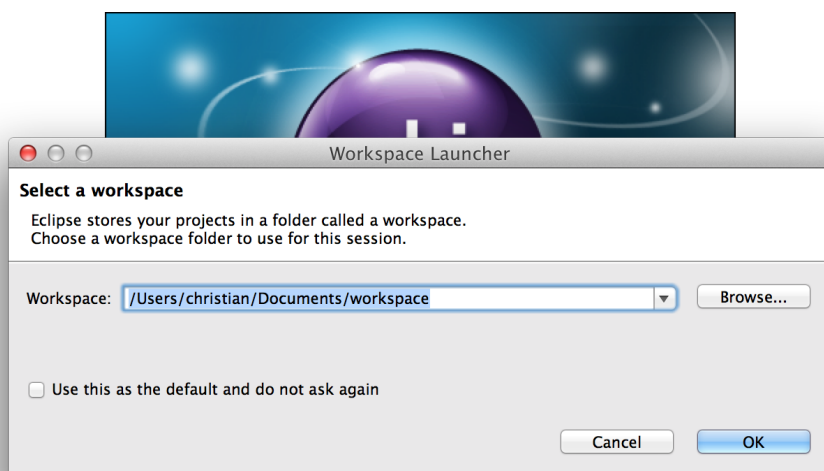 Workspace Launcher
Select a workspace
Eclipse stores your projects in a folder called a workspace.
Choose a workspace folder to use for this session.
Workspace: /Users/christian/Documents/workspace Browse...
Use this as the default and do not ask again
Cancel OK